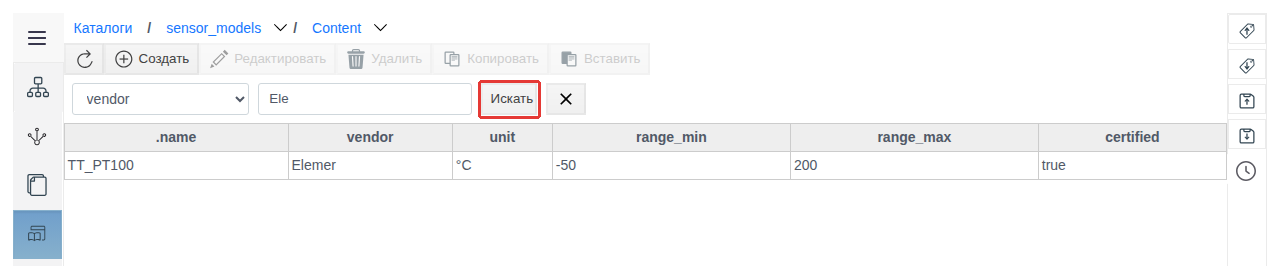 Каталоги / sensor_models / Content
Создать Редактировать Удалить Копировать Вставить
vendor Ele Искать
.name vendor unit range_min range_max certified
TT_PT100 Elemer °C -50 200 true